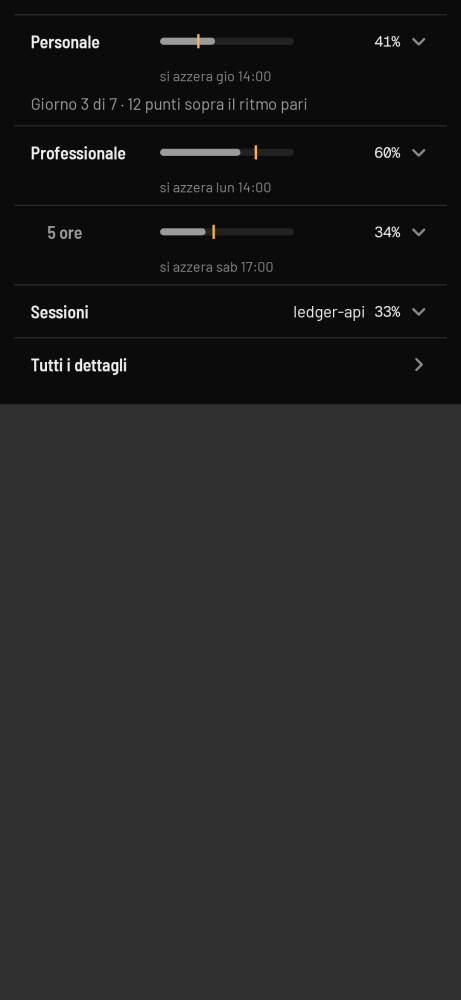 Personale 41%
si azzera gio 14:00
Giorno 3 di 7 · 12 punti sopra il ritmo pari
Professionale 60%
si azzera lun 14:00
5 ore 34%
si azzera sab 17:00
Sessioni ledger-api 33%
Tutti i dettagli